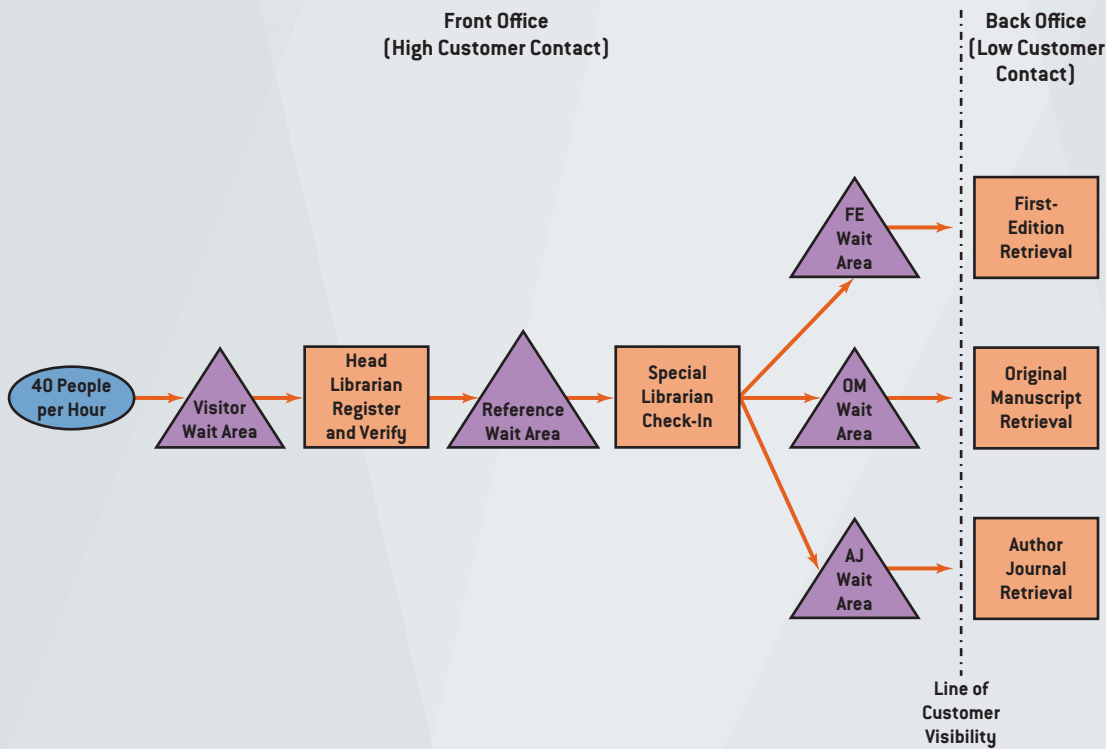 Front Office
(High Customer Contact)
Back Office
(Low Customer
Contact)
40 People
per Hour
Visitor
Wait Area
Head
Librarian
Register
and Verify
Reference
Wait Area
Special
Librarian
Check-In
FE
Wait
Area
First-
Edition
Retrieval
OM
Wait
Area
Original
Manuscript
Retrieval
AJ
Wait
Area
Author
Journal
Retrieval
Line of
Customer
Visibility